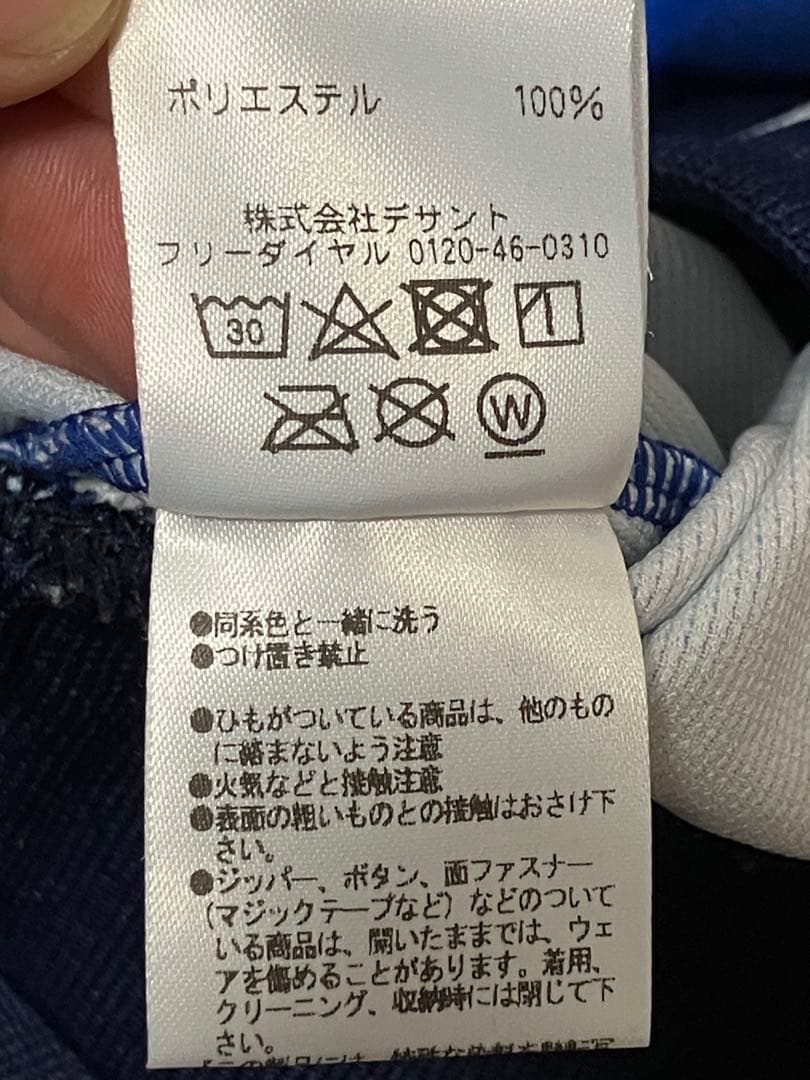 ポリエステル 100%
株式会社デサント
フリーダイヤル 0120-46-0310
30
W
●同系色と一緒に洗う
●つけ置き禁止
●ひもがついている商品は、他のもの
に絡まないよう注意
●火気などと接触注意
●表面の粗いものとの接触はおさけ下
さい。
●ジッパー、ボタン、面ファスナー
(マジックテープなど)などのついて
いる商品は、開いたままでは、ウェ
アを傷めることがあります。着用、
クリーニング、収納時には閉じて下
さい。